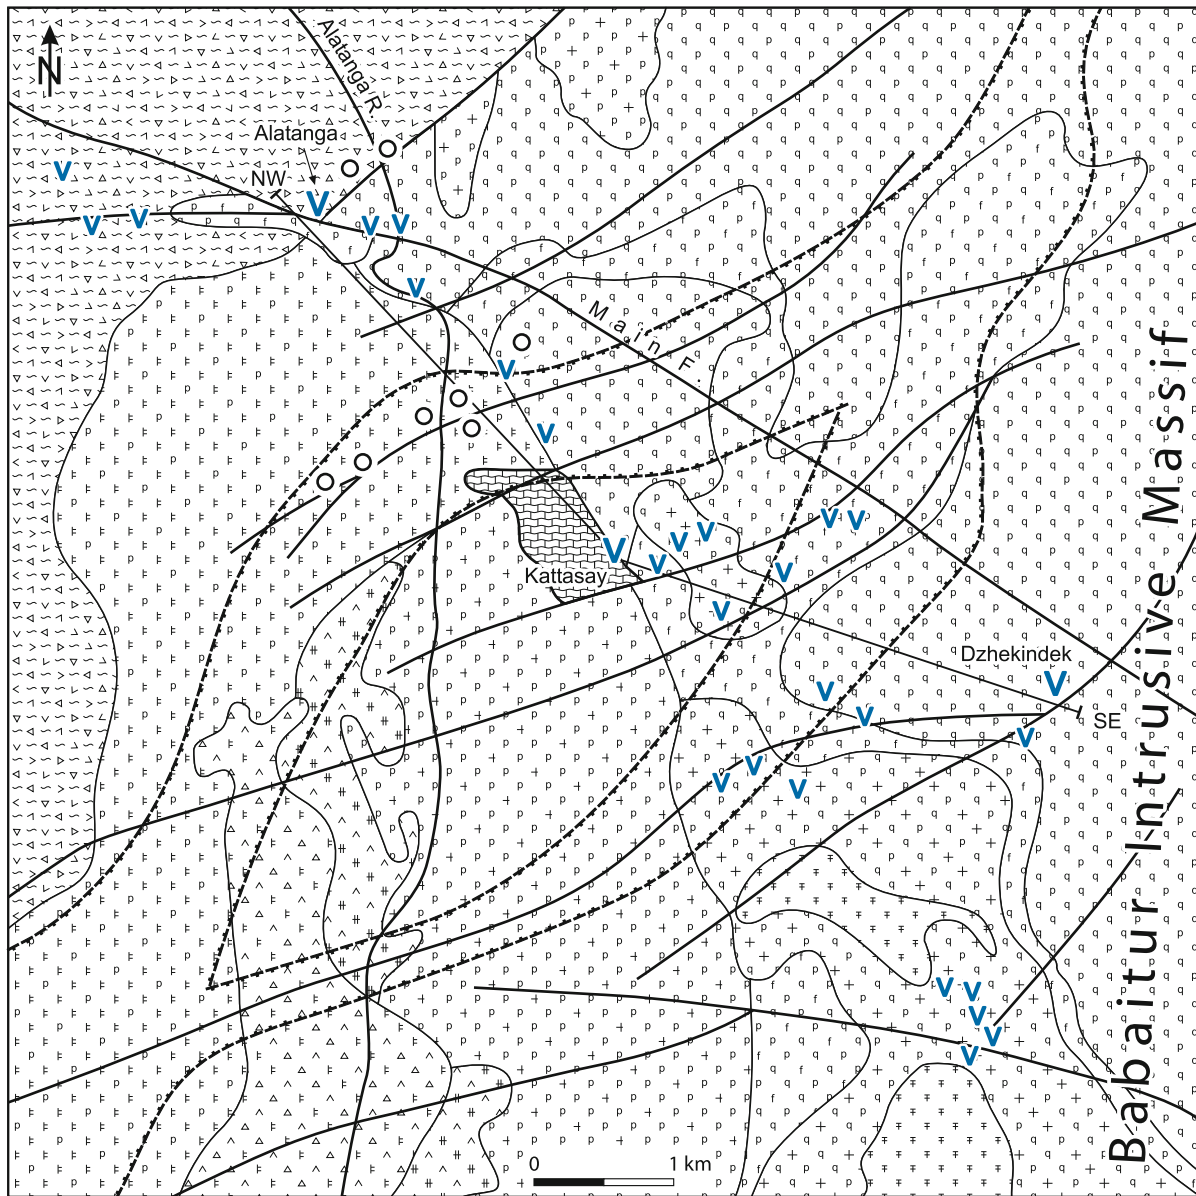 Alatanga R.
N
Alatanga
NW
Main F.
Kattasay
Dzhekindek
SE
Babaitur Intrusive Massif
0 1 km